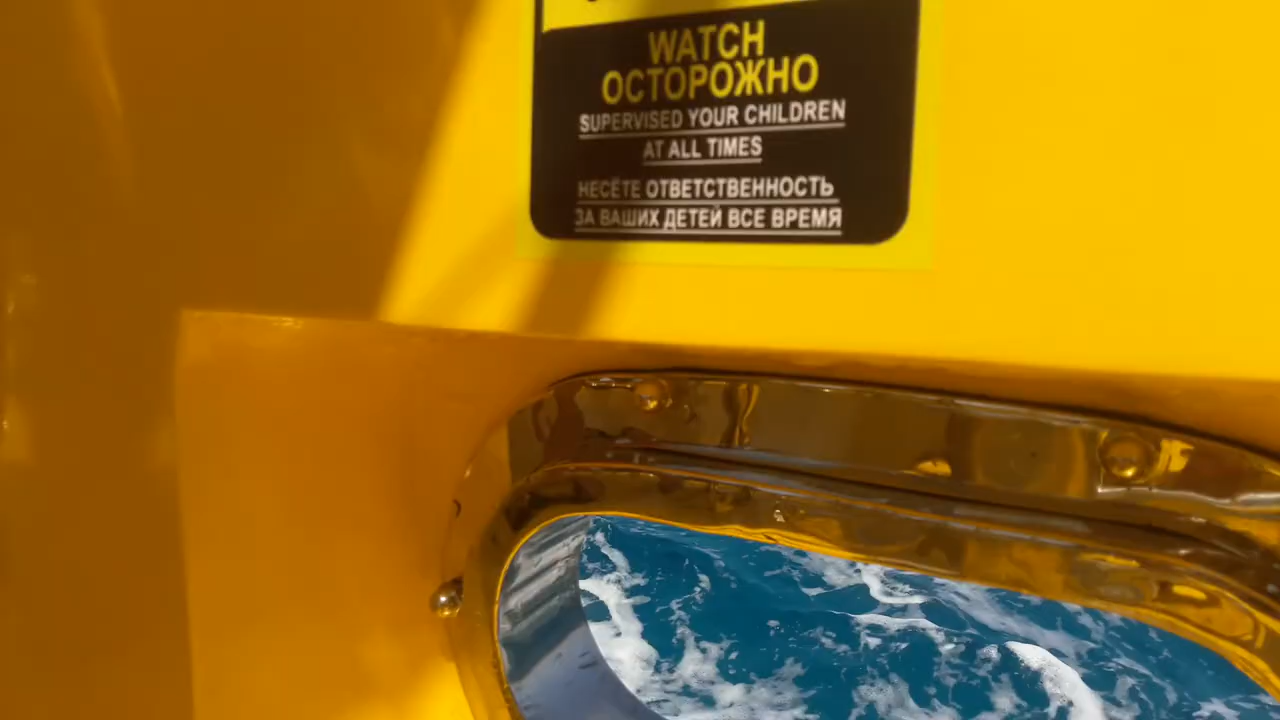 WATCH
ОСТОРОЖНО
SUPERVISED YOUR CHILDREN
AT ALL TIMES
НЕСЁТЕ ОТВЕТСТВЕННОСТЬ
ЗА ВАШИХ ДЕТЕЙ ВСЕ ВРЕМЯ